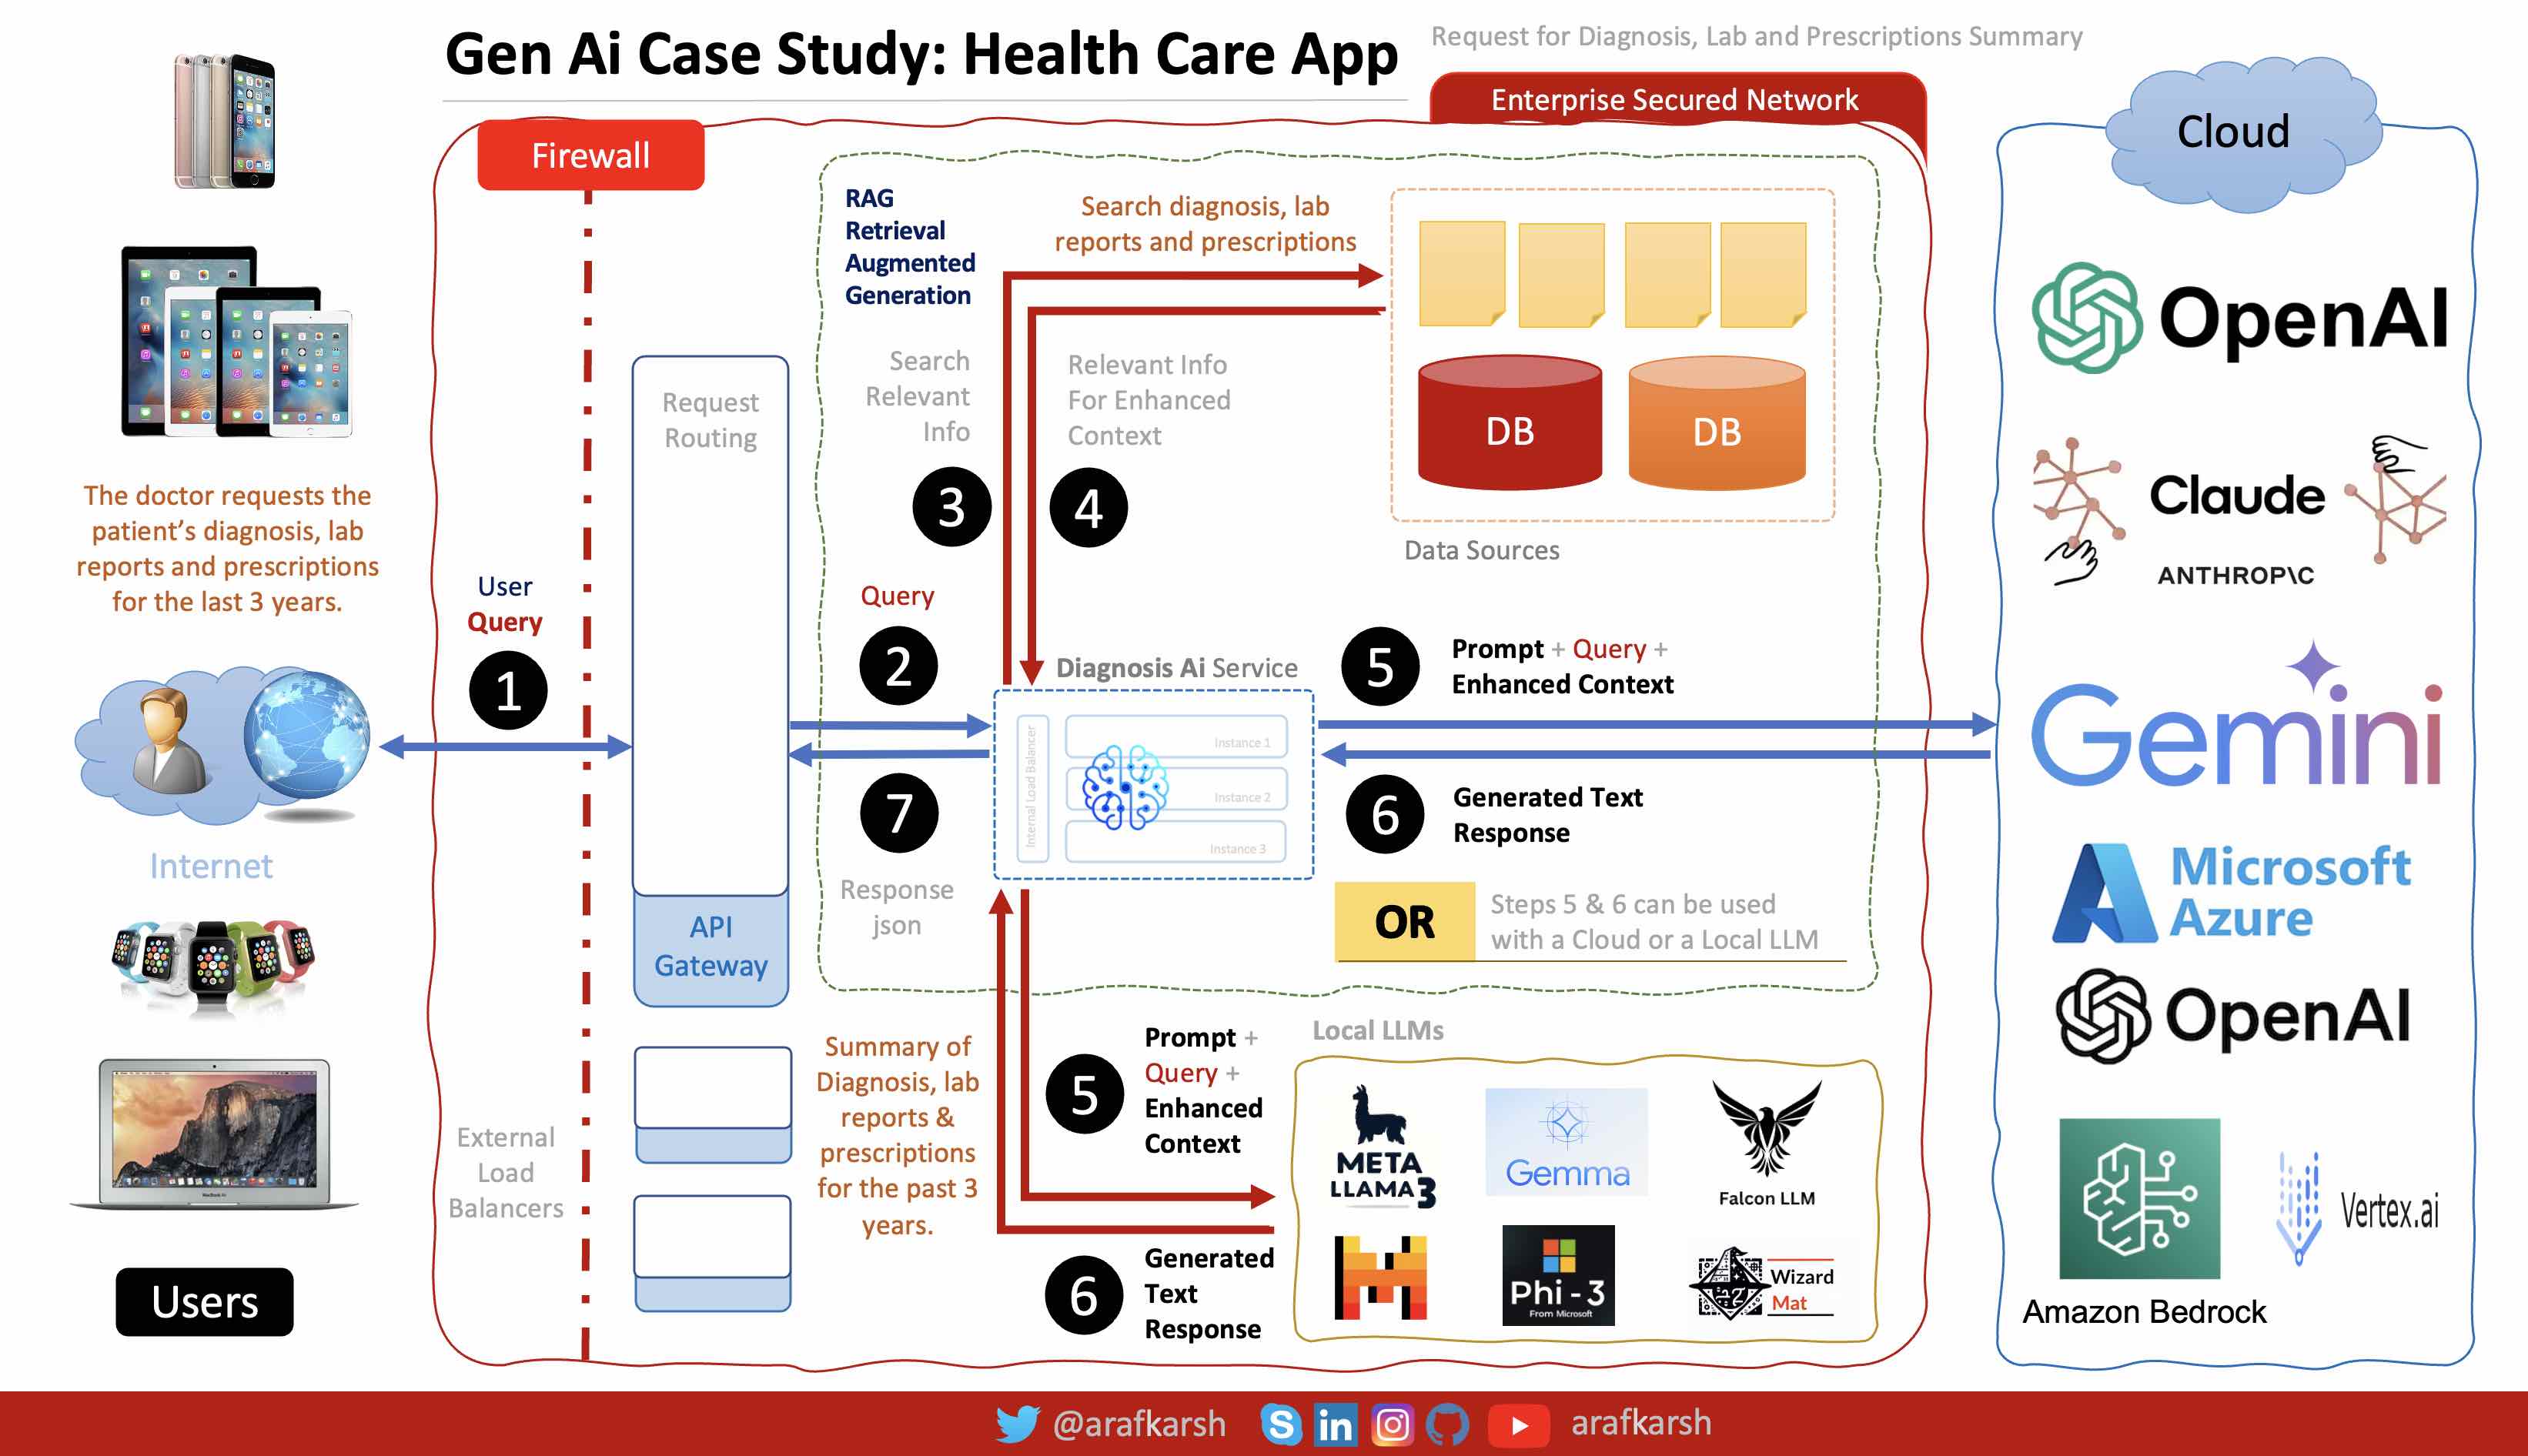 Gen Ai Case Study: Health Care App
Request for Diagnosis, Lab and Prescriptions Summary
Enterprise Secured Network
Firewall
Cloud
RAG
Retrieval
Augmented
Generation
Search diagnosis, lab
reports and prescriptions
Search
Relevant
Info
3
Relevant Info
For Enhanced
Context
4
DB
DB
Data Sources
The doctor requests the
patient’s diagnosis, lab
reports and prescriptions
for the last 3 years.
User
Query
1
Internet
Request
Routing
API
Gateway
Query
2
7
Response
json
Diagnosis Ai Service
Internal Load Balancer
Instance 1
Instance 2
Instance 3
5
Prompt + Query +
Enhanced Context
6
Generated Text
Response
OR
Steps 5 & 6 can be used
with a Cloud or a Local LLM
External
Load
Balancers
Users
Summary of
Diagnosis, lab
reports &
prescriptions
for the past 3
years.
5
Prompt +
Query +
Enhanced
Context
6
Generated
Text
Response
Local LLMs
META
LLAMA 3
Gemma
Falcon LLM
Phi - 3
From Microsoft
Wizard
Mat
OpenAI
Claude
ANTHROP\C
Gemini
Microsoft
Azure
OpenAI
Amazon Bedrock
Vertex.ai
@arafkarsh
in
arafkarsh